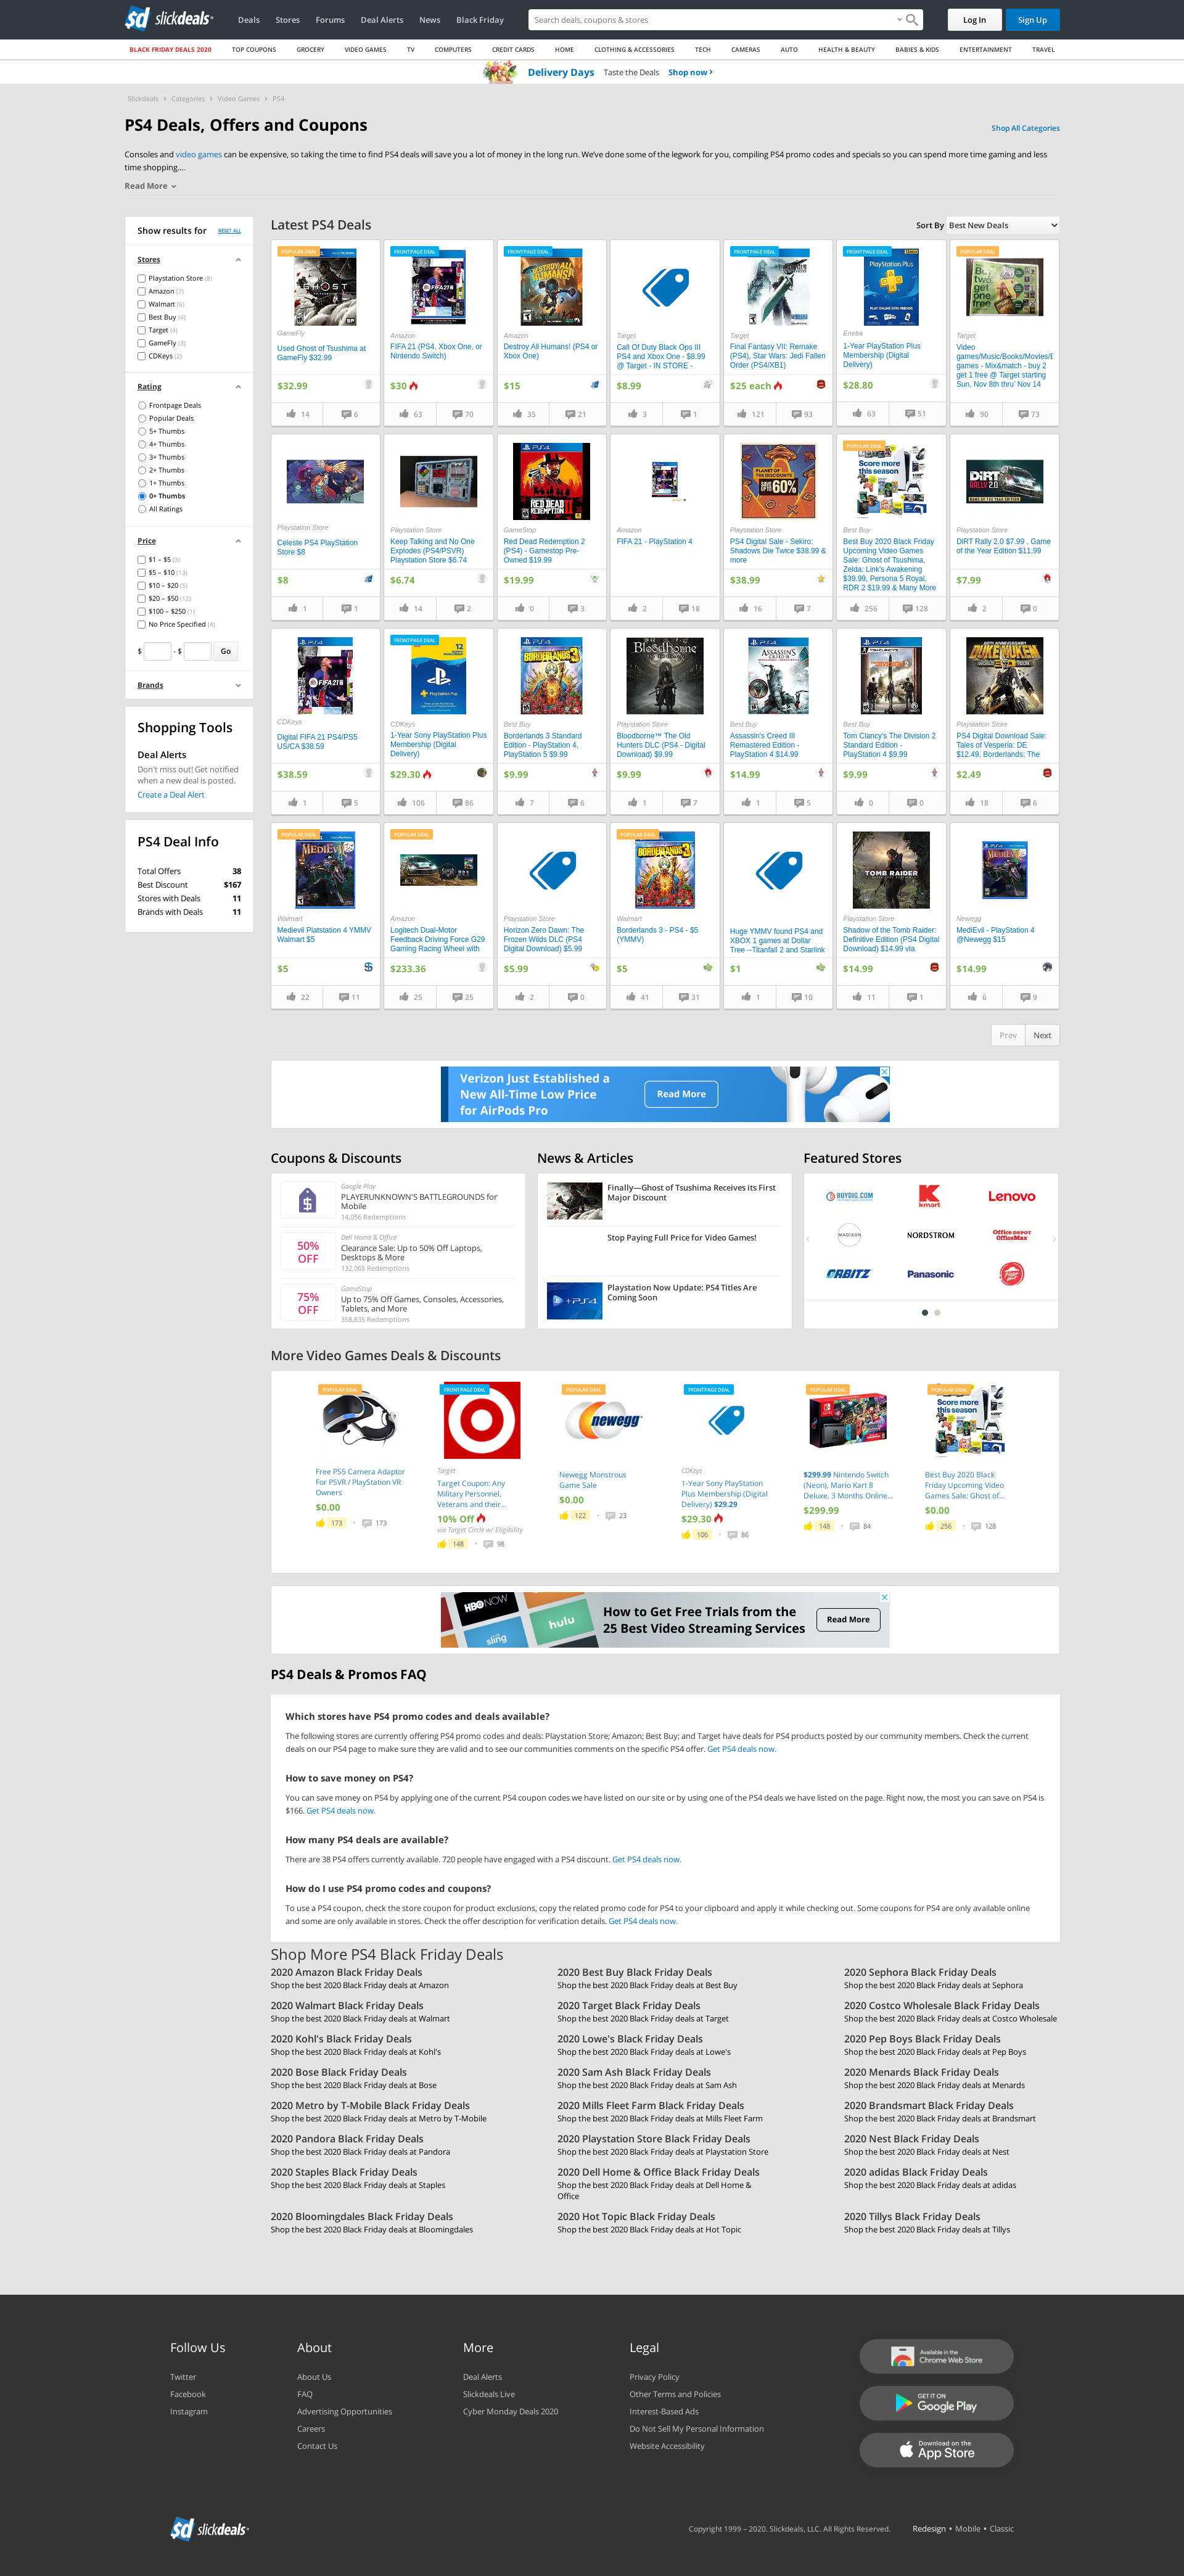 sd slickdeals
Deals Stores Forums Deal Alerts News Black Friday
Search deals, coupons & stores
Log In Sign Up
BLACK FRIDAY DEALS 2020 TOP COUPONS GROCERY VIDEO GAMES TV COMPUTERS CREDIT CARDS HOME CLOTHING & ACCESSORIES TECH CAMERAS AUTO HEALTH & BEAUTY BABIES & KIDS ENTERTAINMENT TRAVEL
Delivery Days Taste the Deals Shop now ›
Slickdeals › Categories › Video Games › PS4
PS4 Deals, Offers and Coupons
Shop All Categories
Consoles and video games can be expensive, so taking the time to find PS4 deals will save you a lot of money in the long run. We've done some of the legwork for you, compiling PS4 promo codes and specials so you can spend more time gaming and less
time shopping....
Read More
Show results for RESET ALL
Stores
Playstation Store (8)
Amazon (7)
Walmart (6)
Best Buy (4)
Target (4)
GameFly (3)
CDKeys (2)
Rating
Frontpage Deals
Popular Deals
5+ Thumbs
4+ Thumbs
3+ Thumbs
2+ Thumbs
1+ Thumbs
0+ Thumbs
All Ratings
Price
$1 – $5 (3)
$5 – $10 (13)
$10 – $20 (5)
$20 – $50 (12)
$100 – $250 (1)
No Price Specified (4)
$ - $ Go
Brands
Shopping Tools
Deal Alerts
Don't miss out! Get notified
when a new deal is posted.
Create a Deal Alert
PS4 Deal Info
Total Offers 38
Best Discount $167
Stores with Deals 11
Brands with Deals 11
Latest PS4 Deals
Sort By Best New Deals
POPULAR DEAL
GameFly
Used Ghost of Tsushima at
GameFly $32.99
$32.99
14 6
FRONTPAGE DEAL
Amazon
FIFA 21 (PS4, Xbox One, or
Nintendo Switch)
$30
63 70
FRONTPAGE DEAL
Amazon
Destroy All Humans! (PS4 or
Xbox One)
$15
35 21
Target
Call Of Duty Black Ops III
PS4 and Xbox One - $8.99
@ Target - IN STORE -
$8.99
3 1
FRONTPAGE DEAL
Target
Final Fantasy VII: Remake
(PS4), Star Wars: Jedi Fallen
Order (PS4/XB1)
$25 each
121 93
FRONTPAGE DEAL
PlayStation Plus
Eneba
1-Year PlayStation Plus
Membership (Digital
Delivery)
$28.80
63 51
POPULAR DEAL
Buy two, get one free
Target
Video
games/Music/Books/Movies/E
games - Mix&match - buy 2
get 1 free @ Target starting
Sun, Nov 8th thru' Nov 14
90 73
Playstation Store
Celeste PS4 PlayStation
Store $8
$8
1 1
Playstation Store
Keep Talking and No One
Explodes (PS4/PSVR)
Playstation Store $6.74
$6.74
14 2
RED DEAD REDEMPTION II
GameStop
Red Dead Redemption 2
(PS4) - Gamestop Pre-
Owned $19.99
$19.99
0 3
Amazon
FIFA 21 - PlayStation 4
2 18
PLANET OF THE DISCOUNTS
60%
Playstation Store
PS4 Digital Sale - Sekiro:
Shadows Die Twice $38.99 &
more
$38.99
16 7
POPULAR DEAL
Score more this season
Best Buy
Best Buy 2020 Black Friday
Upcoming Video Games
Sale: Ghost of Tsushima,
Zelda: Link's Awakening
$39.99, Persona 5 Royal,
RDR 2 $19.99 & Many More
256 128
DiRT RALLY 2.0
Playstation Store
DiRT Rally 2.0 $7.99 , Game
of the Year Edition $11.99
$7.99
2 0
FIFA 21
CDKeys
Digital FIFA 21 PS4/PS5
US/CA $38.59
$38.59
1 5
FRONTPAGE DEAL
12
CDKeys
1-Year Sony PlayStation Plus
Membership (Digital
Delivery)
$29.30
106 86
BORDERLANDS 3
Best Buy
Borderlands 3 Standard
Edition - PlayStation 4,
PlayStation 5 $9.99
$9.99
7 6
Bloodborne
Playstation Store
Bloodborne™ The Old
Hunters DLC (PS4 - Digital
Download) $9.99
$9.99
1 7
ASSASSIN'S CREED III
Best Buy
Assassin's Creed III
Remastered Edition -
PlayStation 4 $14.99
$14.99
1 5
Best Buy
Tom Clancy's The Division 2
Standard Edition -
PlayStation 4 $9.99
$9.99
0 0
DUKE NUKEM
Playstation Store
PS4 Digital Download Sale:
Tales of Vesperia: DE
$12.49, Borderlands: The
$2.49
18 6
POPULAR DEAL
MEDIEVIL
Walmart
Medievil Platstation 4 YMMV
Walmart $5
$5
22 11
POPULAR DEAL
Amazon
Logitech Dual-Motor
Feedback Driving Force G29
Gaming Racing Wheel with
$233.36
25 25
Playstation Store
Horizon Zero Dawn: The
Frozen Wilds DLC (PS4
Digital Download) $5.99
$5.99
2 0
POPULAR DEAL
BORDERLANDS 3
Walmart
Borderlands 3 - PS4 - $5
(YMMV)
$5
41 31
Huge YMMV found PS4 and
XBOX 1 games at Dollar
Tree --Titanfall 2 and Starlink
$1
1 10
TOMB RAIDER
Playstation Store
Shadow of the Tomb Raider:
Definitive Edition (PS4 Digital
Download) $14.99 via
$14.99
11 1
MEDIEVIL
Newegg
MediEvil - PlayStation 4
@Newegg $15
$14.99
6 9
Prev Next
Verizon Just Established a
New All-Time Low Price
for AirPods Pro
Read More
Coupons & Discounts
Google Play
PLAYERUNKNOWN'S BATTLEGROUNDS for
Mobile
14,056 Redemptions
50%
OFF
Dell Home & Office
Clearance Sale: Up to 50% Off Laptops,
Desktops & More
132,065 Redemptions
75%
OFF
GameStop
Up to 75% Off Games, Consoles, Accessories,
Tablets, and More
358,835 Redemptions
News & Articles
Finally—Ghost of Tsushima Receives its First
Major Discount
Stop Paying Full Price for Video Games!
Playstation Now Update: PS4 Titles Are
Coming Soon
Featured Stores
BUYDIG.COM kmart Lenovo
MADISON NORDSTROM Office DEPOT OfficeMax
ORBITZ Panasonic Pizza Hut
More Video Games Deals & Discounts
POPULAR DEAL
Free PS5 Camera Adaptor
For PSVR / PlayStation VR
Owners
$0.00
173 · 173
FRONTPAGE DEAL
Target
Target Coupon: Any
Military Personnel,
Veterans and their...
10% Off
via Target Circle w/ Eligibility
148 · 98
POPULAR DEAL
newegg
Newegg Monstrous
Game Sale
$0.00
122 · 23
FRONTPAGE DEAL
CDKeys
1-Year Sony PlayStation
Plus Membership (Digital
Delivery) $29.29
$29.30
106 · 86
POPULAR DEAL
$299.99 Nintendo Switch
(Neon), Mario Kart 8
Deluxe, 3 Months Online...
$299.99
148 · 84
POPULAR DEAL
Score more this season
Best Buy 2020 Black
Friday Upcoming Video
Games Sale: Ghost of...
$0.00
256 · 128
HBO NOW
hulu
sling
How to Get Free Trials from the
25 Best Video Streaming Services
Read More
PS4 Deals & Promos FAQ
Which stores have PS4 promo codes and deals available?
The following stores are currently offering PS4 promo codes and deals: Playstation Store; Amazon; Best Buy; and Target have deals for PS4 products posted by our community members. Check the current
deals on our PS4 page to make sure they are valid and to see our communities comments on the specific PS4 offer. Get PS4 deals now.
How to save money on PS4?
You can save money on PS4 by applying one of the current PS4 coupon codes we have listed on our site or by using one of the PS4 deals we have listed on the page. Right now, the most you can save on PS4 is
$166. Get PS4 deals now.
How many PS4 deals are available?
There are 38 PS4 offers currently available. 720 people have engaged with a PS4 discount. Get PS4 deals now.
How do I use PS4 promo codes and coupons?
To use a PS4 coupon, check the store coupon for product exclusions, copy the related promo code for PS4 to your clipboard and apply it while checking out. Some coupons for PS4 are only available online
and some are only available in stores. Check the offer description for verification details. Get PS4 deals now.
Shop More PS4 Black Friday Deals
2020 Amazon Black Friday Deals
Shop the best 2020 Black Friday deals at Amazon
2020 Best Buy Black Friday Deals
Shop the best 2020 Black Friday deals at Best Buy
2020 Sephora Black Friday Deals
Shop the best 2020 Black Friday deals at Sephora
2020 Walmart Black Friday Deals
Shop the best 2020 Black Friday deals at Walmart
2020 Target Black Friday Deals
Shop the best 2020 Black Friday deals at Target
2020 Costco Wholesale Black Friday Deals
Shop the best 2020 Black Friday deals at Costco Wholesale
2020 Kohl's Black Friday Deals
Shop the best 2020 Black Friday deals at Kohl's
2020 Lowe's Black Friday Deals
Shop the best 2020 Black Friday deals at Lowe's
2020 Pep Boys Black Friday Deals
Shop the best 2020 Black Friday deals at Pep Boys
2020 Bose Black Friday Deals
Shop the best 2020 Black Friday deals at Bose
2020 Sam Ash Black Friday Deals
Shop the best 2020 Black Friday deals at Sam Ash
2020 Menards Black Friday Deals
Shop the best 2020 Black Friday deals at Menards
2020 Metro by T-Mobile Black Friday Deals
Shop the best 2020 Black Friday deals at Metro by T-Mobile
2020 Mills Fleet Farm Black Friday Deals
Shop the best 2020 Black Friday deals at Mills Fleet Farm
2020 Brandsmart Black Friday Deals
Shop the best 2020 Black Friday deals at Brandsmart
2020 Pandora Black Friday Deals
Shop the best 2020 Black Friday deals at Pandora
2020 Playstation Store Black Friday Deals
Shop the best 2020 Black Friday deals at Playstation Store
2020 Nest Black Friday Deals
Shop the best 2020 Black Friday deals at Nest
2020 Staples Black Friday Deals
Shop the best 2020 Black Friday deals at Staples
2020 Dell Home & Office Black Friday Deals
Shop the best 2020 Black Friday deals at Dell Home &
Office
2020 adidas Black Friday Deals
Shop the best 2020 Black Friday deals at adidas
2020 Bloomingdales Black Friday Deals
Shop the best 2020 Black Friday deals at Bloomingdales
2020 Hot Topic Black Friday Deals
Shop the best 2020 Black Friday deals at Hot Topic
2020 Tillys Black Friday Deals
Shop the best 2020 Black Friday deals at Tillys
Follow Us
Twitter
Facebook
Instagram
About
About Us
FAQ
Advertising Opportunities
Careers
Contact Us
More
Deal Alerts
Slickdeals Live
Cyber Monday Deals 2020
Legal
Privacy Policy
Other Terms and Policies
Interest-Based Ads
Do Not Sell My Personal Information
Website Accessibility
Available in the
Chrome Web Store
GET IT ON
Google Play
Download on the
App Store
sd slickdeals
Copyright 1999 – 2020. Slickdeals, LLC. All Rights Reserved. Redesign • Mobile • Classic